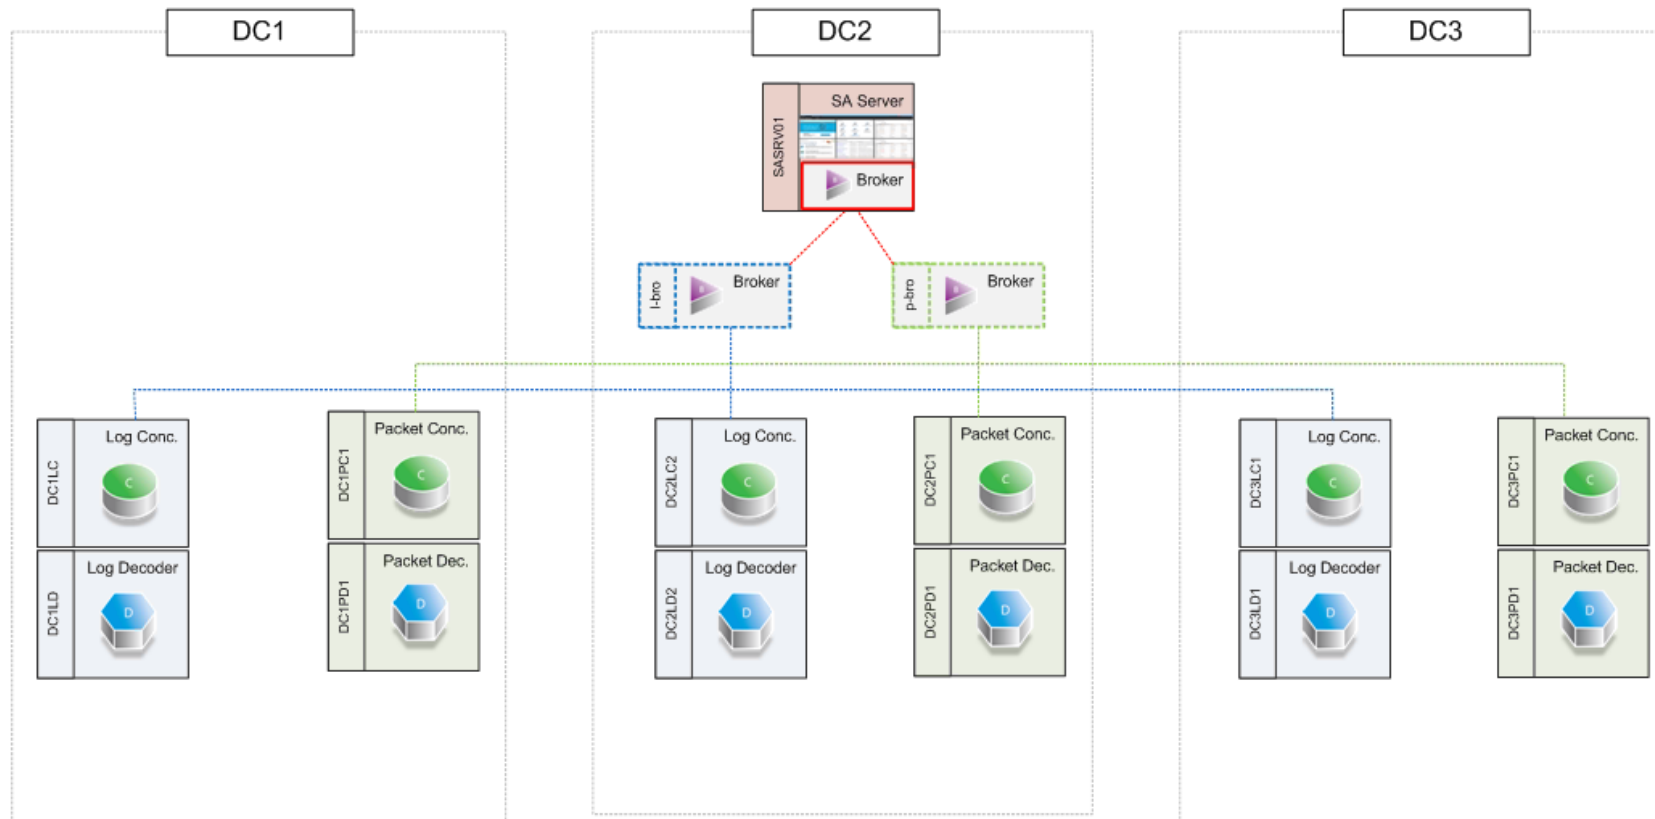 DC1
DC2
DC3
SA Server
SASRV01
Broker
l-bro
Broker
p-bro
Broker
DC1LC
Log Conc.
C
DC1PC1
Packet Conc.
C
DC2LC2
Log Conc.
C
DC2PC1
Packet Conc.
C
DC3LC1
Log Conc.
C
DC3PC1
Packet Conc.
C
DC1LD
Log Decoder
D
DC1PD1
Packet Dec.
D
DC2LD2
Log Decoder
D
DC2PD1
Packet Dec.
D
DC3LD1
Log Decoder
D
DC3PD1
Packet Dec.
D